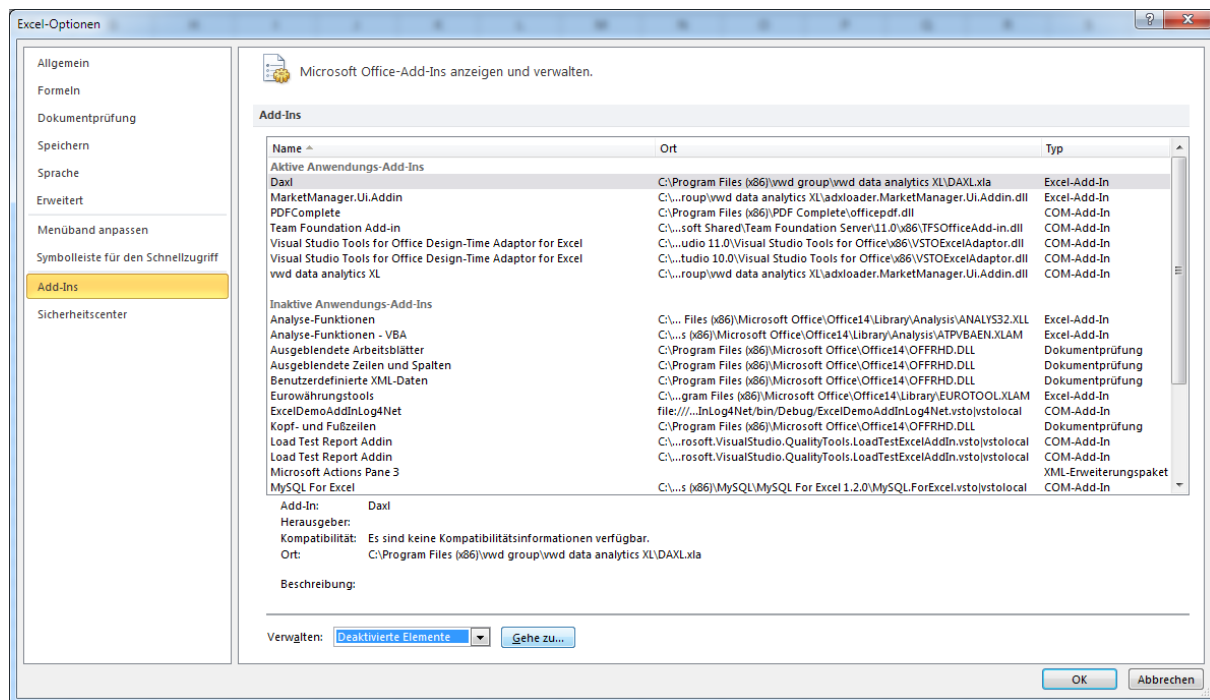 Excel-Optionen
Allgemein
Formeln
Dokumentprüfung
Speichern
Sprache
Erweitert
Menüband anpassen
Symbolleiste für den Schnellzugriff
Add-Ins
Sicherheitscenter
Microsoft Office-Add-Ins anzeigen und verwalten.
Add-Ins
Name Ort Typ
Aktive Anwendungs-Add-Ins
Daxl C:\Program Files (x86)\vwd group\vwd data analytics XL\DAXL.xla Excel-Add-In
MarketManager.Ui.Addin C:\...roup\vwd data analytics XL\adxloader.MarketManager.Ui.Addin.dll Excel-Add-In
PDFComplete C:\Program Files (x86)\PDF Complete\officepdf.dll COM-Add-In
Team Foundation Add-in C:\...soft Shared\Team Foundation Server\11.0\x86\TFSOfficeAdd-in.dll COM-Add-In
Visual Studio Tools for Office Design-Time Adaptor for Excel C:\...udio 11.0\Visual Studio Tools for Office\x86\VSTOExcelAdaptor.dll COM-Add-In
Visual Studio Tools for Office Design-Time Adaptor for Excel C:\...tudio 10.0\Visual Studio Tools for Office\x86\VSTOExcelAdaptor.dll COM-Add-In
vwd data analytics XL C:\...roup\vwd data analytics XL\adxloader.MarketManager.Ui.Addin.dll COM-Add-In
Inaktive Anwendungs-Add-Ins
Analyse-Funktionen C:\... Files (x86)\Microsoft Office\Office14\Library\Analysis\ANALYS32.XLL Excel-Add-In
Analyse-Funktionen - VBA C:\...s (x86)\Microsoft Office\Office14\Library\Analysis\ATPVBAEN.XLAM Excel-Add-In
Ausgeblendete Arbeitsblätter C:\Program Files (x86)\Microsoft Office\Office14\OFFRHD.DLL Dokumentprüfung
Ausgeblendete Zeilen und Spalten C:\Program Files (x86)\Microsoft Office\Office14\OFFRHD.DLL Dokumentprüfung
Benutzerdefinierte XML-Daten C:\Program Files (x86)\Microsoft Office\Office14\OFFRHD.DLL Dokumentprüfung
Eurowährungstools C:\...gram Files (x86)\Microsoft Office\Office14\Library\EUROTOOL.XLAM Excel-Add-In
ExcelDemoAddInLog4Net file:///...InLog4Net/bin/Debug/ExcelDemoAddInLog4Net.vsto|vstolocal COM-Add-In
Kopf- und Fußzeilen C:\Program Files (x86)\Microsoft Office\Office14\OFFRHD.DLL Dokumentprüfung
Load Test Report Addin C:\...rosoft.VisualStudio.QualityTools.LoadTestExcelAddIn.vsto|vstolocal COM-Add-In
Load Test Report Addin C:\...rosoft.VisualStudio.QualityTools.LoadTestExcelAddIn.vsto|vstolocal COM-Add-In
Microsoft Actions Pane 3 XML-Erweiterungspaket
MySQL For Excel C:\...s (x86)\MySQL\MySQL For Excel 1.2.0\MySQL.ForExcel.vsto|vstolocal COM-Add-In
Add-In: Daxl
Herausgeber:
Kompatibilität: Es sind keine Kompatibilitätsinformationen verfügbar.
Ort: C:\Program Files (x86)\vwd group\vwd data analytics XL\DAXL.xla
Beschreibung:
Verwalten: Deaktivierte Elemente Gehe zu...
OK Abbrechen